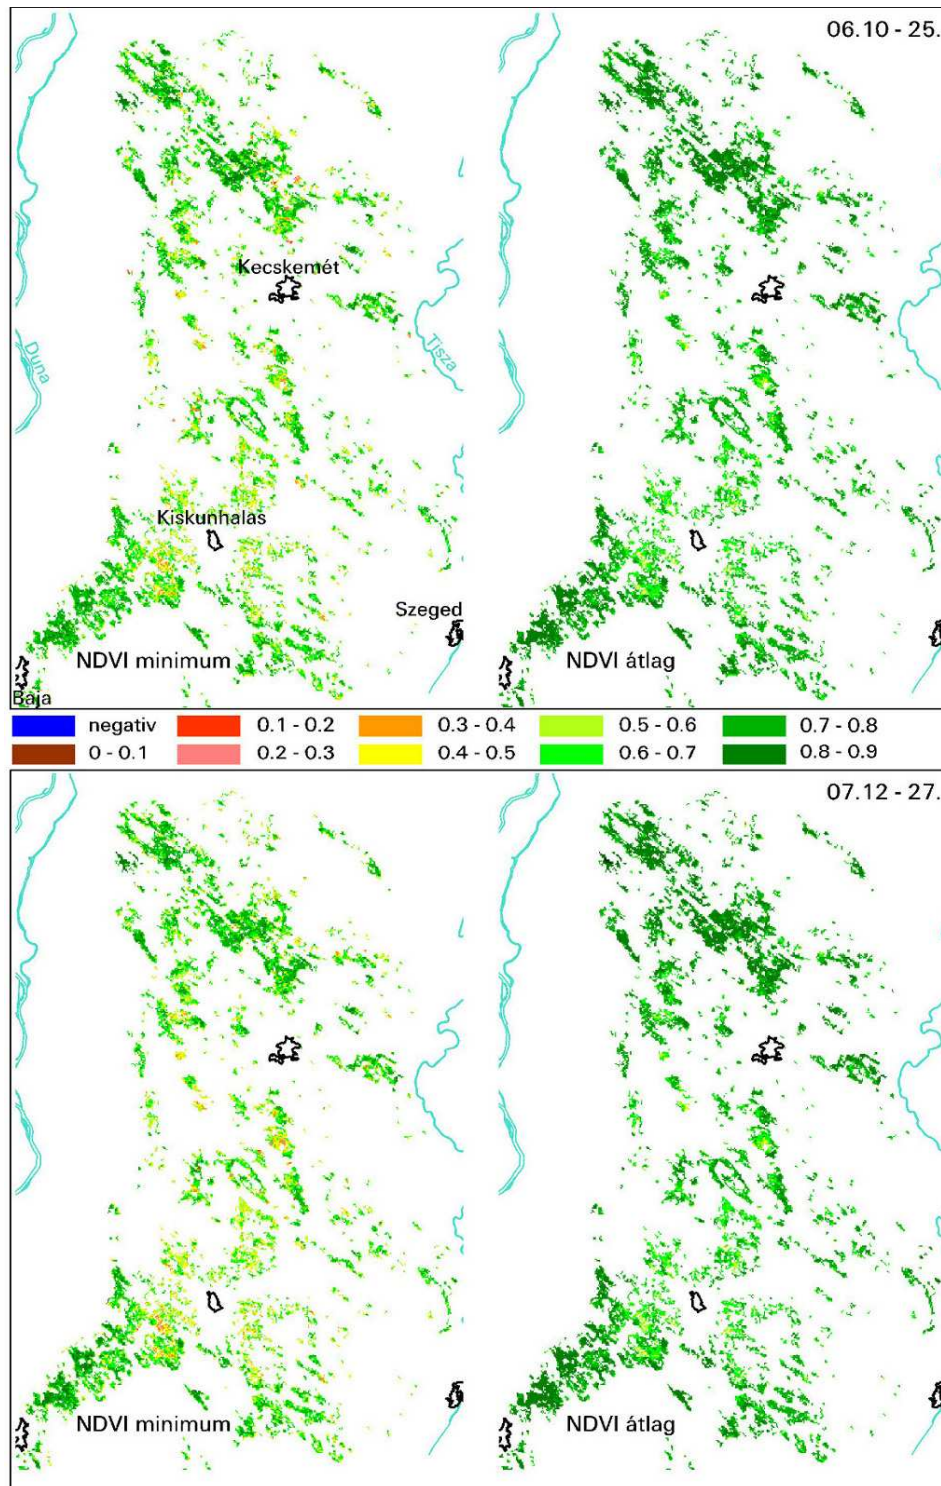 06.10 - 25.
Kecskemét
Duna
Tisza
Kiskunhalas
Szeged
NDVI minimum
NDVI átlag
Baja
negativ
0.1 - 0.2
0.3 - 0.4
0.5 - 0.6
0.7 - 0.8
0 - 0.1
0.2 - 0.3
0.4 - 0.5
0.6 - 0.7
0.8 - 0.9
07.12 - 27.
NDVI minimum
NDVI átlag